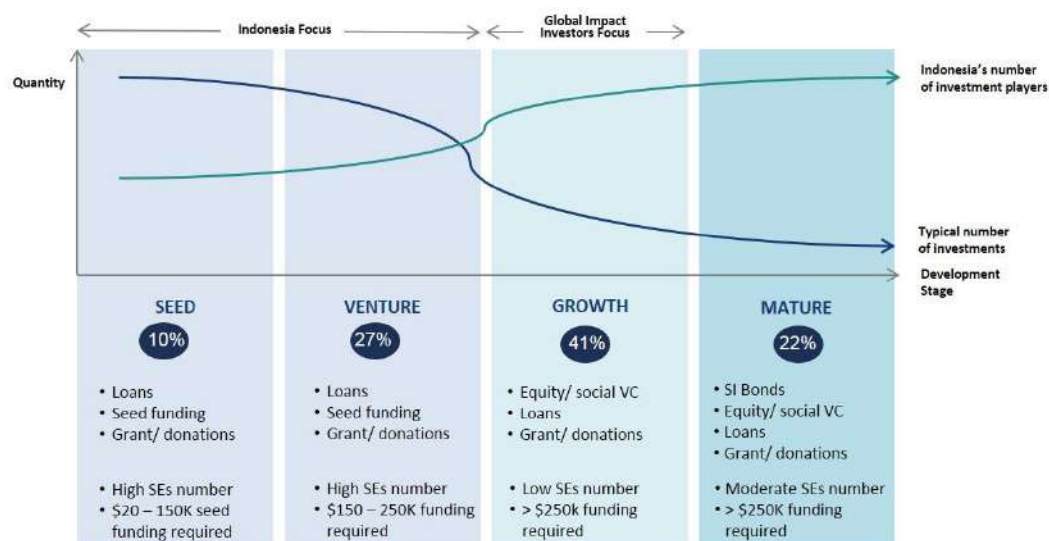 Indonesia Focus
Global Impact
Investors Focus
Quantity
Indonesia's number
of investment players
Typical number
of investments
Development
Stage
SEED
10%
• Loans
• Seed funding
• Grant/ donations
• High SEs number
• $20 – 150K seed
funding required
VENTURE
27%
• Loans
• Seed funding
• Grant/ donations
• High SEs number
• $150 – 250K funding
required
GROWTH
41%
• Equity/ social VC
• Loans
• Grant/ donations
• Low SEs number
• > $250k funding
required
MATURE
22%
• SI Bonds
• Equity/ social VC
• Loans
• Grant/ donations
• Moderate SEs number
• > $250K funding
required